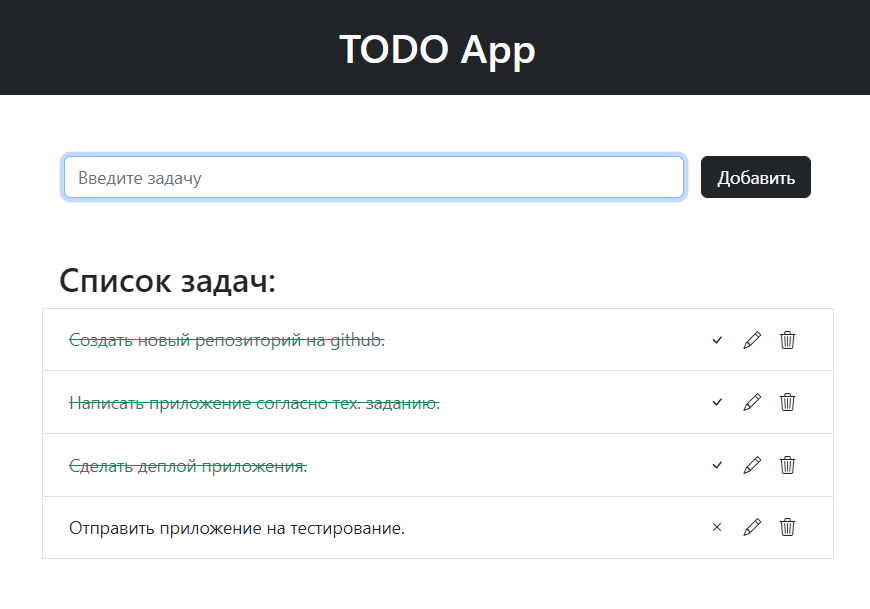 TODO App
Введите задачу
Добавить
Список задач:
Создать новый репозиторий на github.
Написать приложение согласно тех. заданию.
Сделать деплой приложения.
Отправить приложение на тестирование.